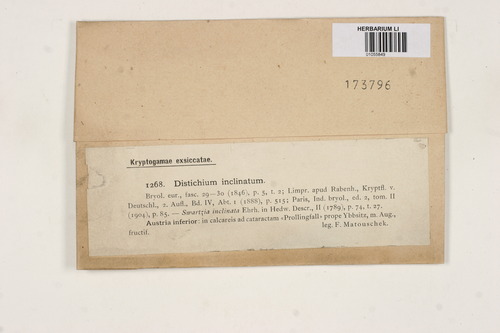 HERBARIUM LI
173796
Kryptogamae exsiccatae.
1268. Distichium inclinatum.
Bryol. eur., fasc. 29—30 (1846), p. 5, t. 2; Limpr. apud Rabenh., Kryptfl. v.
Deutschl., 2. Aufl., Bd. IV, Abt. 1 (1888), p. 515; Paris, Ind. bryol., ed. 2, tom. II
(1904), p. 85. — Swartzia inclinata Ehrh. in Hedw. Descr., II (1789), p. 74, t. 27.
Austria inferior: in calcareis ad cataractam «Prollingfall» prope Ybbsitz, m. Aug.,
fructif.
leg. F. Matouschek.